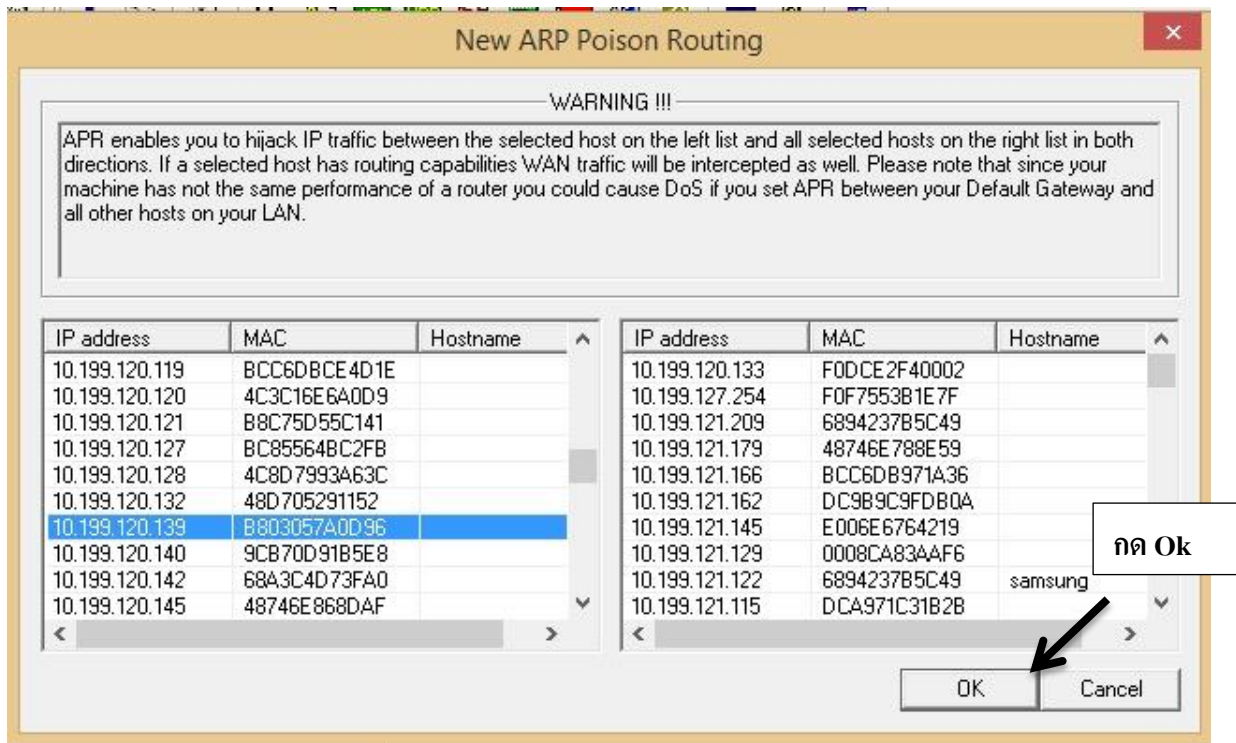 New ARP Poison Routing
WARNING !!!
APR enables you to hijack IP traffic between the selected host on the left list and all selected hosts on the right list in both
directions. If a selected host has routing capabilities WAN traffic will be intercepted as well. Please note that since your
machine has not the same performance of a router you could cause DoS if you set APR between your Default Gateway and
all other hosts on your LAN.
IP address MAC Hostname
10.199.120.119 BCC6DBCE4D1E
10.199.120.120 4C3C16E6A0D9
10.199.120.121 B8C75D55C141
10.199.120.127 BC85564BC2FB
10.199.120.128 4C8D7993A63C
10.199.120.132 48D705291152
10.199.120.139 B803057A0D96
10.199.120.140 9CB70D91B5E8
10.199.120.142 68A3C4D73FA0
10.199.120.145 48746E868DAF
IP address MAC Hostname
10.199.120.133 F0DCE2F40002
10.199.127.254 F0F7553B1E7F
10.199.121.209 6894237B5C49
10.199.121.179 48746E788E59
10.199.121.166 BCC6DB971A36
10.199.121.162 DC9B9C9FDB0A
10.199.121.145 E006E6764219
10.199.121.129 0008CA83AAF6
10.199.121.122 6894237B5C49 samsung
10.199.121.115 DCA971C31B2B
กด Ok
OK Cancel